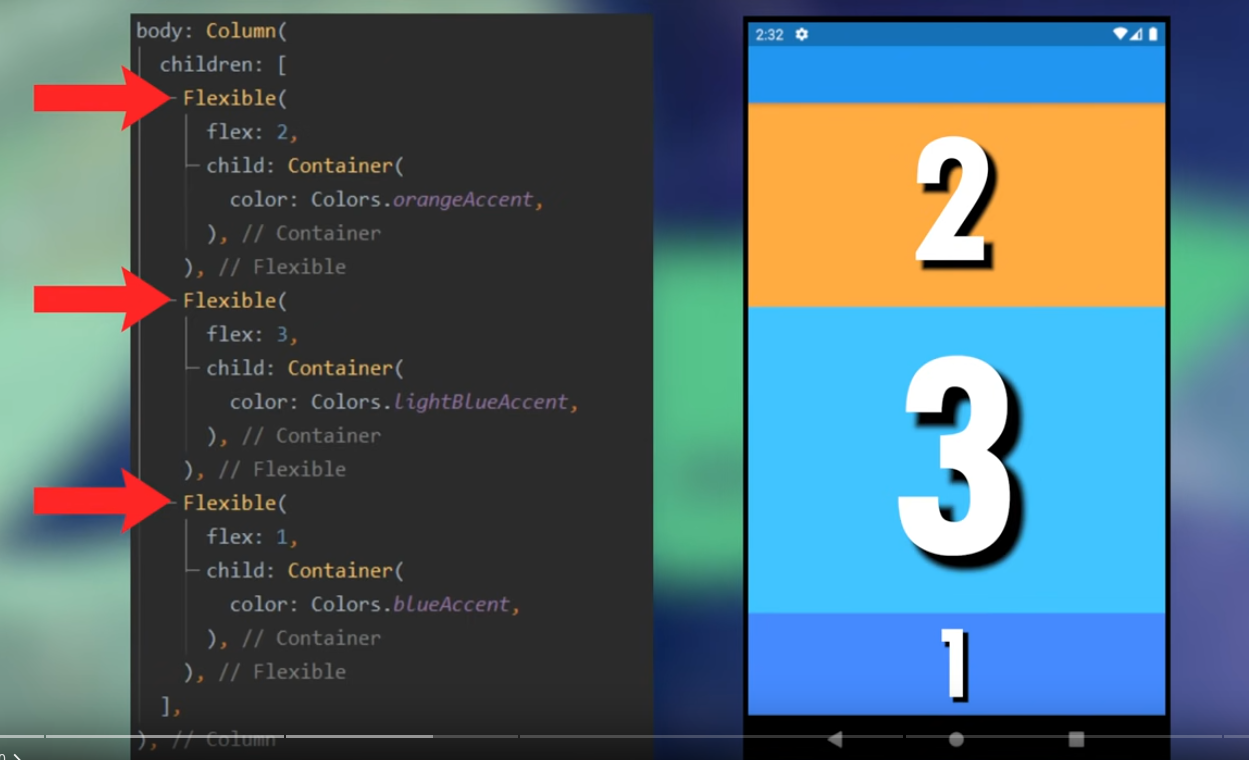 body: Column(
children: [
Flexible(
flex: 2,
child: Container(
color: Colors.orangeAccent,
), // Container
), // Flexible
Flexible(
flex: 3,
child: Container(
color: Colors.lightBlueAccent,
), // Container
), // Flexible
Flexible(
flex: 1,
child: Container(
color: Colors.blueAccent,
), // Container
), // Flexible
],
), // Column
2:32
2
3
1